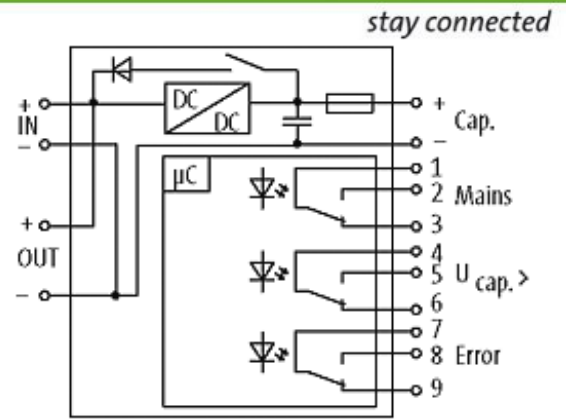 stay connected
+
IN
–
+
OUT
–
DC
DC
+
Cap.
–
µC
1
2 Mains
3
4
5 U cap. >
6
7
8 Error
9